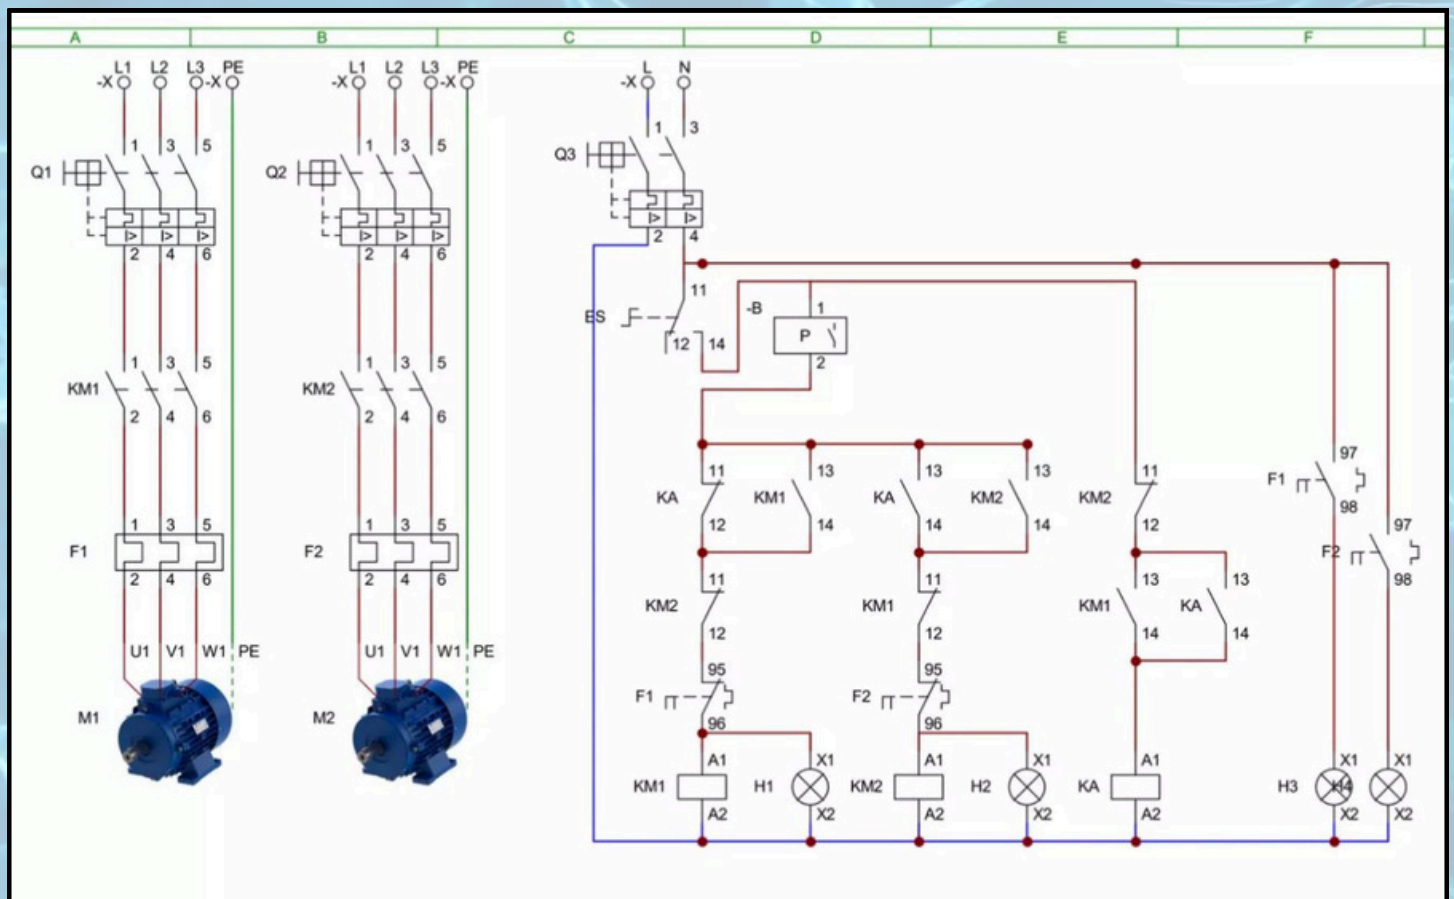 A B C D E F
L1 L2 L3 PE L1 L2 L3 PE L N
-X -X -X -X -X
1 3
1 3 5 1 3 5 Q3
Q1 Q2
I> I> I> I> I> I> I> I>
2 4
2 4 6 2 4 6
11 -B 1
ES
P
12 14
1 3 5 1 3 5 2
KM1 KM2
2 4 6 2 4 6
97
11 13 13 13 11
F1
KA KM1 KA KM2 KM2
98
12 14 14 14 12 97
1 3 5 1 3 5
F1 F2 F2
2 4 6 2 4 6 11 11 13 13 98
KM2 KM1 KM1 KA
12 12 14 14
U1 V1 W1 PE U1 V1 W1 PE
95 95
F1 F2
M1 M2
96 96
A1 X1 A1 X1 A1 X1 X1
KM1 H1 KM2 H2 KA H3 H4
A2 X2 A2 X2 A2 X2 X2